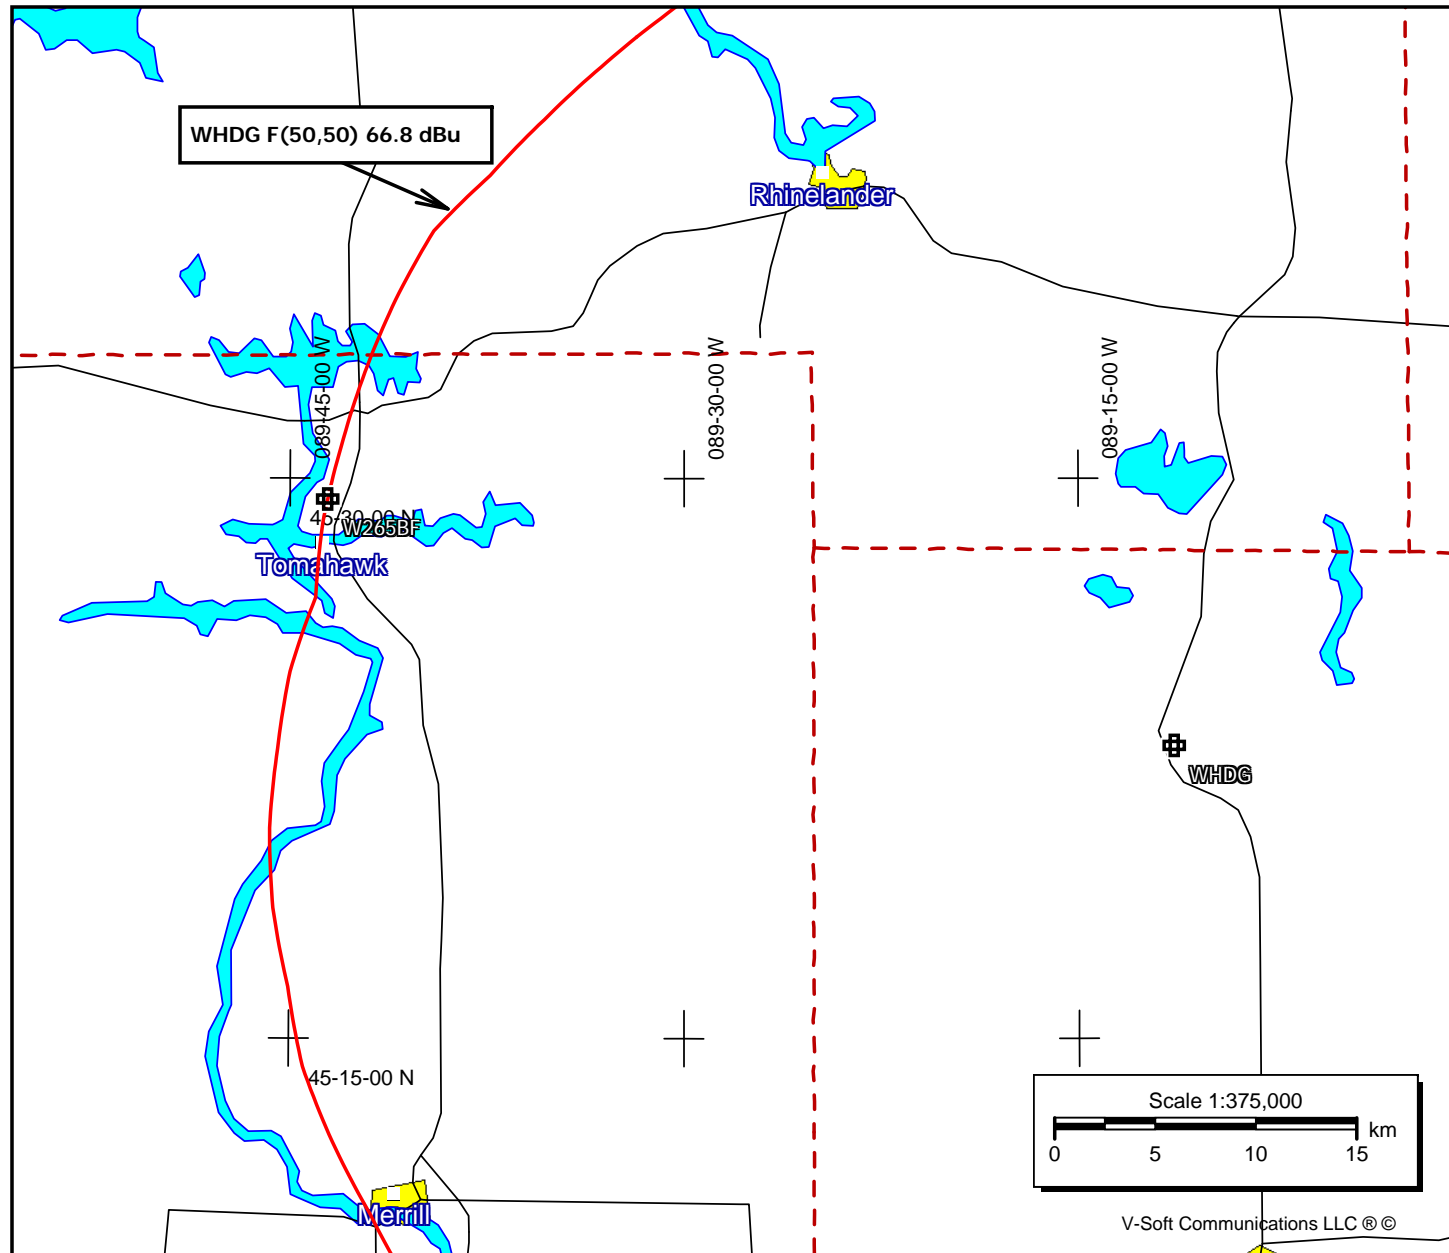 WHDG F(50,50) 66.8 dBu
Rhinelander
089-45-00 W
089-30-00 W
089-15-00 W
45-30-00 N
W265BF
Tomahawk
WHDG
45-15-00 N
Scale 1:375,000
km
0 5 10 15
Merrill
V-Soft Communications LLC ® ©